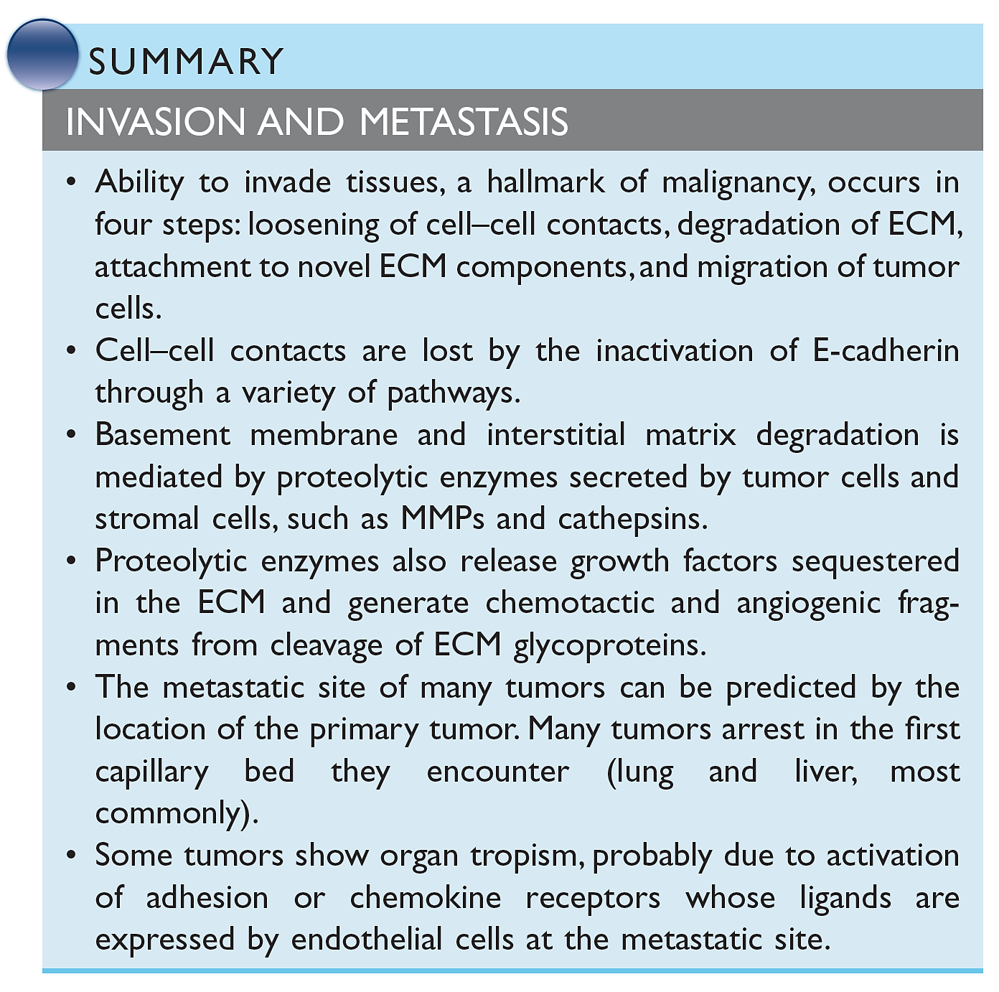 SUMMARY
INVASION AND METASTASIS
• Ability to invade tissues, a hallmark of malignancy, occurs in
four steps: loosening of cell–cell contacts, degradation of ECM,
attachment to novel ECM components, and migration of tumor
cells.
• Cell–cell contacts are lost by the inactivation of E-cadherin
through a variety of pathways.
• Basement membrane and interstitial matrix degradation is
mediated by proteolytic enzymes secreted by tumor cells and
stromal cells, such as MMPs and cathepsins.
• Proteolytic enzymes also release growth factors sequestered
in the ECM and generate chemotactic and angiogenic frag-
ments from cleavage of ECM glycoproteins.
• The metastatic site of many tumors can be predicted by the
location of the primary tumor. Many tumors arrest in the first
capillary bed they encounter (lung and liver, most
commonly).
• Some tumors show organ tropism, probably due to activation
of adhesion or chemokine receptors whose ligands are
expressed by endothelial cells at the metastatic site.